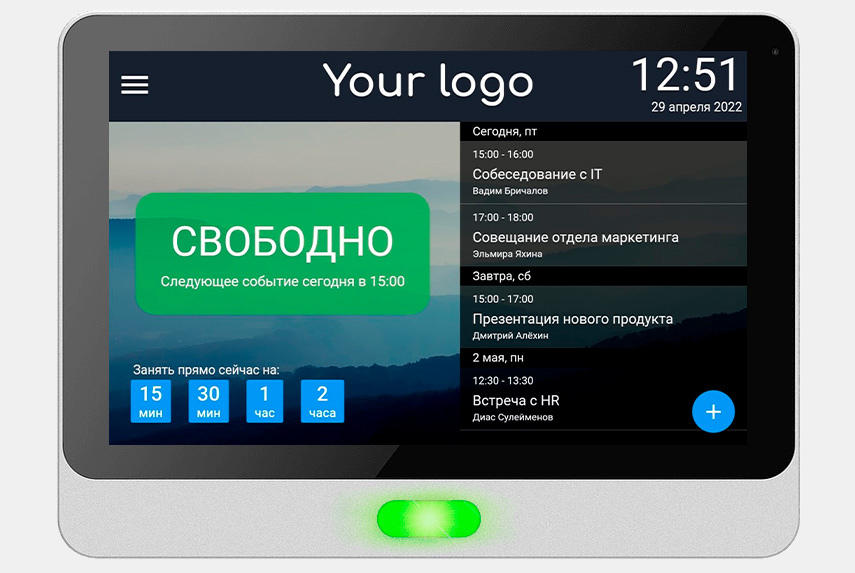 Your logo
12:51
29 апреля 2022
СВОБОДНО
Следующее событие сегодня в 15:00
Занять прямо сейчас на:
15 мин
30 мин
1 час
2 часа
Сегодня, пт
15:00 - 16:00
Собеседование с IT
Вадим Бричалов
17:00 - 18:00
Совещание отдела маркетинга
Эльмира Яхина
Завтра, сб
15:00 - 17:00
Презентация нового продукта
Дмитрий Алёхин
2 мая, пн
12:30 - 13:30
Встреча с HR
Диас Сулейменов
+